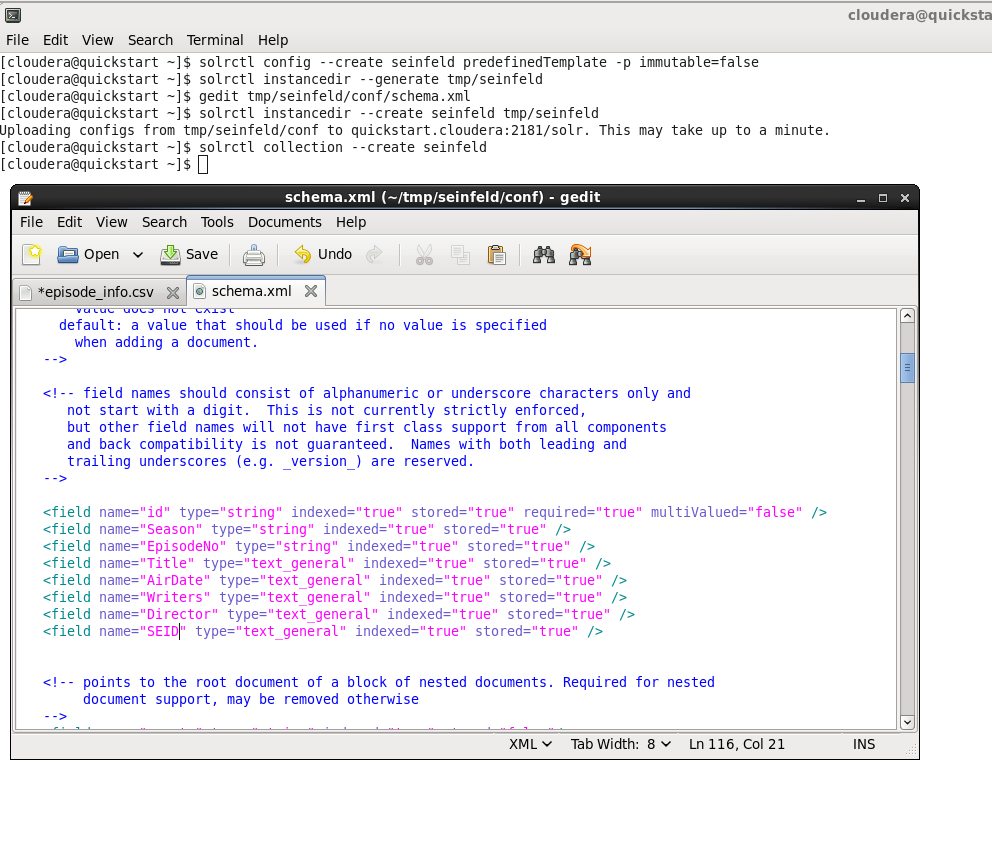 cloudera@quicksta
File Edit View Search Terminal Help
[cloudera@quickstart ~]$ solrctl config --create seinfeld predefinedTemplate -p immutable=false
[cloudera@quickstart ~]$ solrctl instancedir --generate tmp/seinfeld
[cloudera@quickstart ~]$ gedit tmp/seinfeld/conf/schema.xml
[cloudera@quickstart ~]$ solrctl instancedir --create seinfeld tmp/seinfeld
Uploading configs from tmp/seinfeld/conf to quickstart.cloudera:2181/solr. This may take up to a minute.
[cloudera@quickstart ~]$ solrctl collection --create seinfeld
[cloudera@quickstart ~]$
schema.xml (~/tmp/seinfeld/conf) - gedit
File Edit View Search Tools Documents Help
Open Save Undo
*episode_info.csv schema.xml
value does not exist
default: a value that should be used if no value is specified
when adding a document.
-->
<!-- field names should consist of alphanumeric or underscore characters only and
not start with a digit.  This is not currently strictly enforced,
but other field names will not have first class support from all components
and back compatibility is not guaranteed.  Names with both leading and
trailing underscores (e.g. _version_) are reserved.
-->
<field name="id" type="string" indexed="true" stored="true" required="true" multiValued="false" />
<field name="Season" type="string" indexed="true" stored="true" />
<field name="EpisodeNo" type="string" indexed="true" stored="true" />
<field name="Title" type="text_general" indexed="true" stored="true" />
<field name="AirDate" type="text_general" indexed="true" stored="true" />
<field name="Writers" type="text_general" indexed="true" stored="true" />
<field name="Director" type="text_general" indexed="true" stored="true" />
<field name="SEID" type="text_general" indexed="true" stored="true" />
<!-- points to the root document of a block of nested documents. Required for nested
document support, may be removed otherwise
-->
XML Tab Width: 8 Ln 116, Col 21 INS